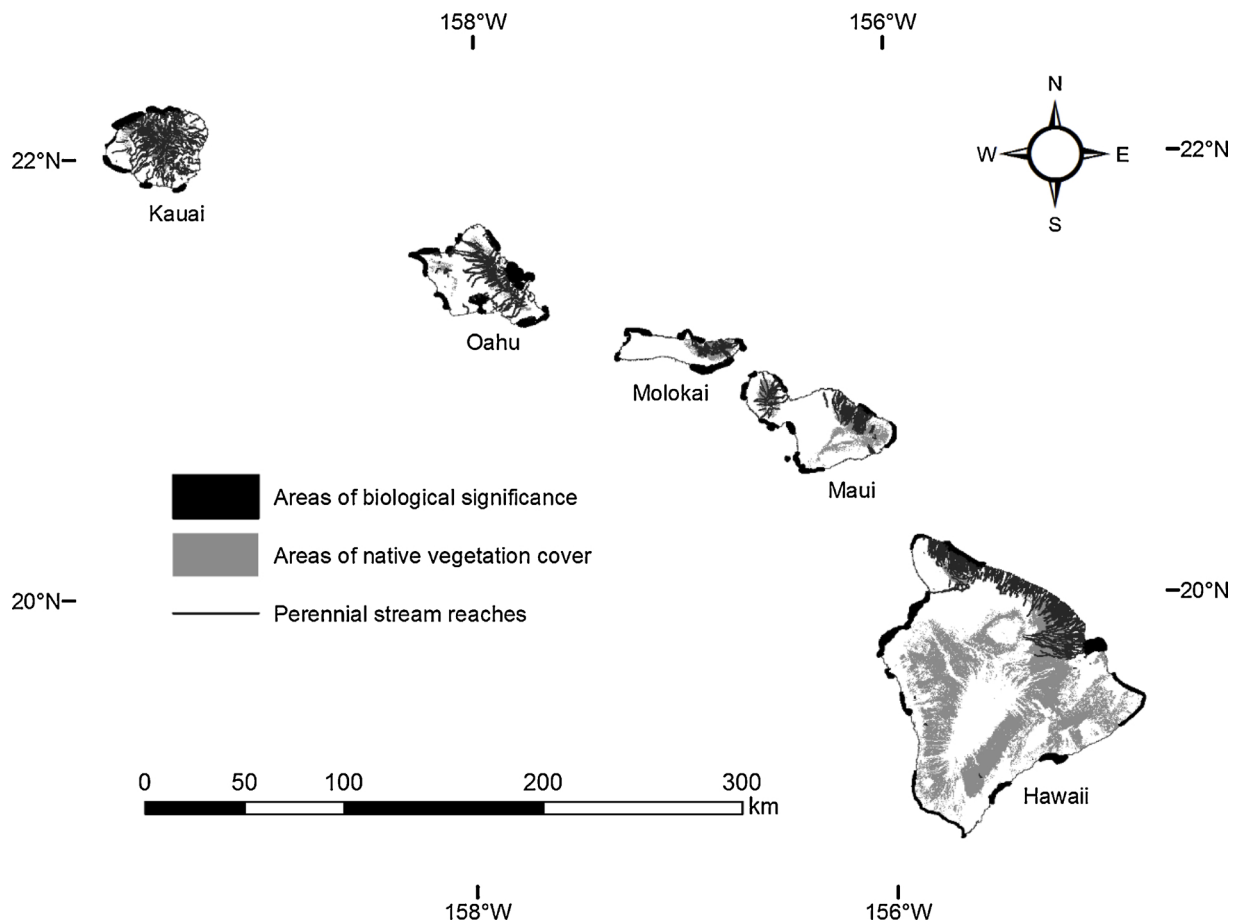 158°W
156°W
N
22°N
W
E
22°N
S
Kauai
Oahu
Molokai
Maui
Areas of biological significance
Areas of native vegetation cover
Perennial stream reaches
20°N
20°N
0
50
100
200
300
km
Hawaii
158°W
156°W